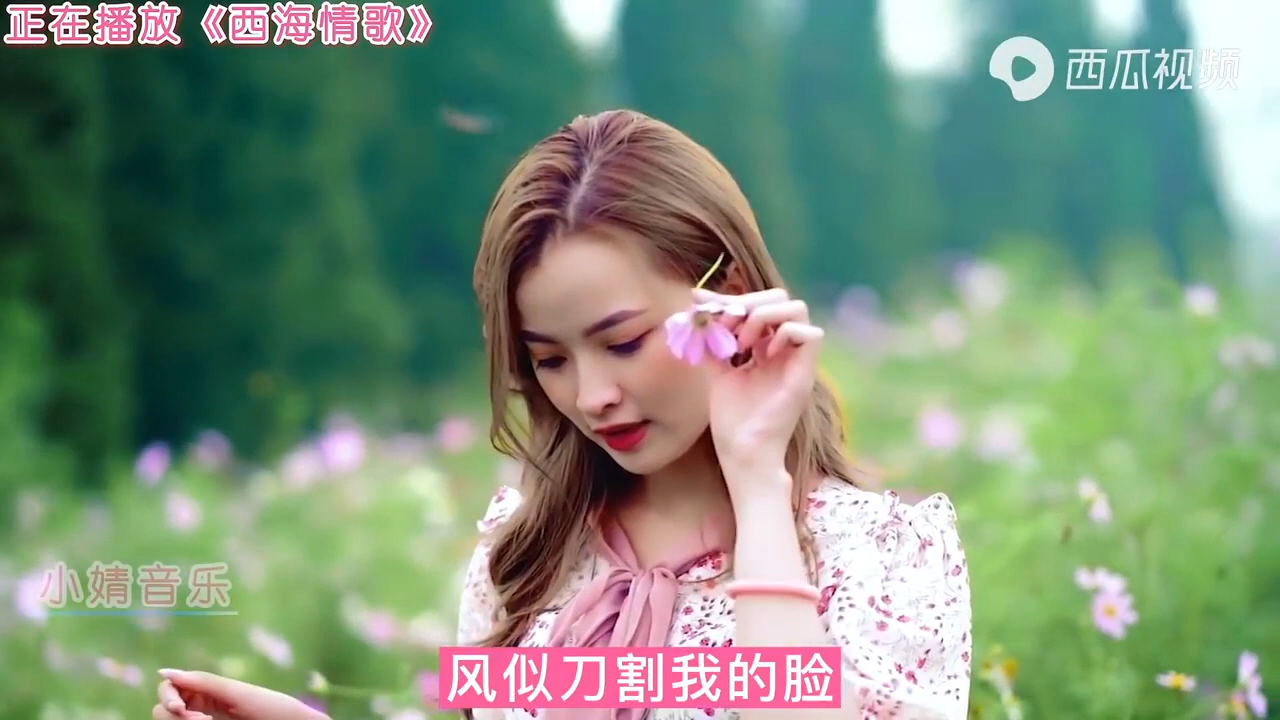 正在播放《西海情歌》
西瓜视频
小婧音乐
风似刀割我的脸